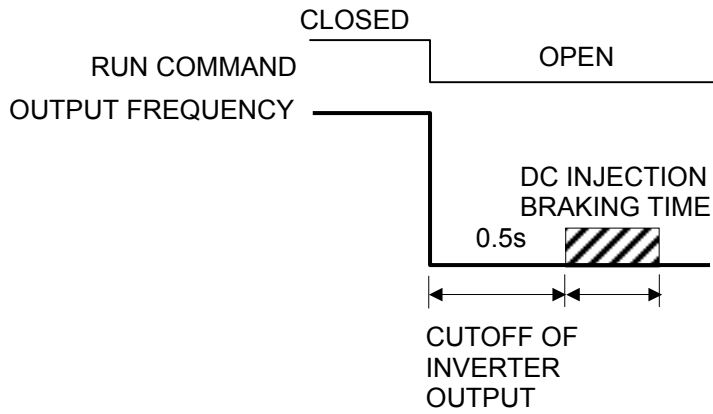 CLOSED
RUN COMMAND
OPEN
OUTPUT FREQUENCY
DC INJECTION
BRAKING TIME
0.5s
CUTOFF OF
INVERTER
OUTPUT